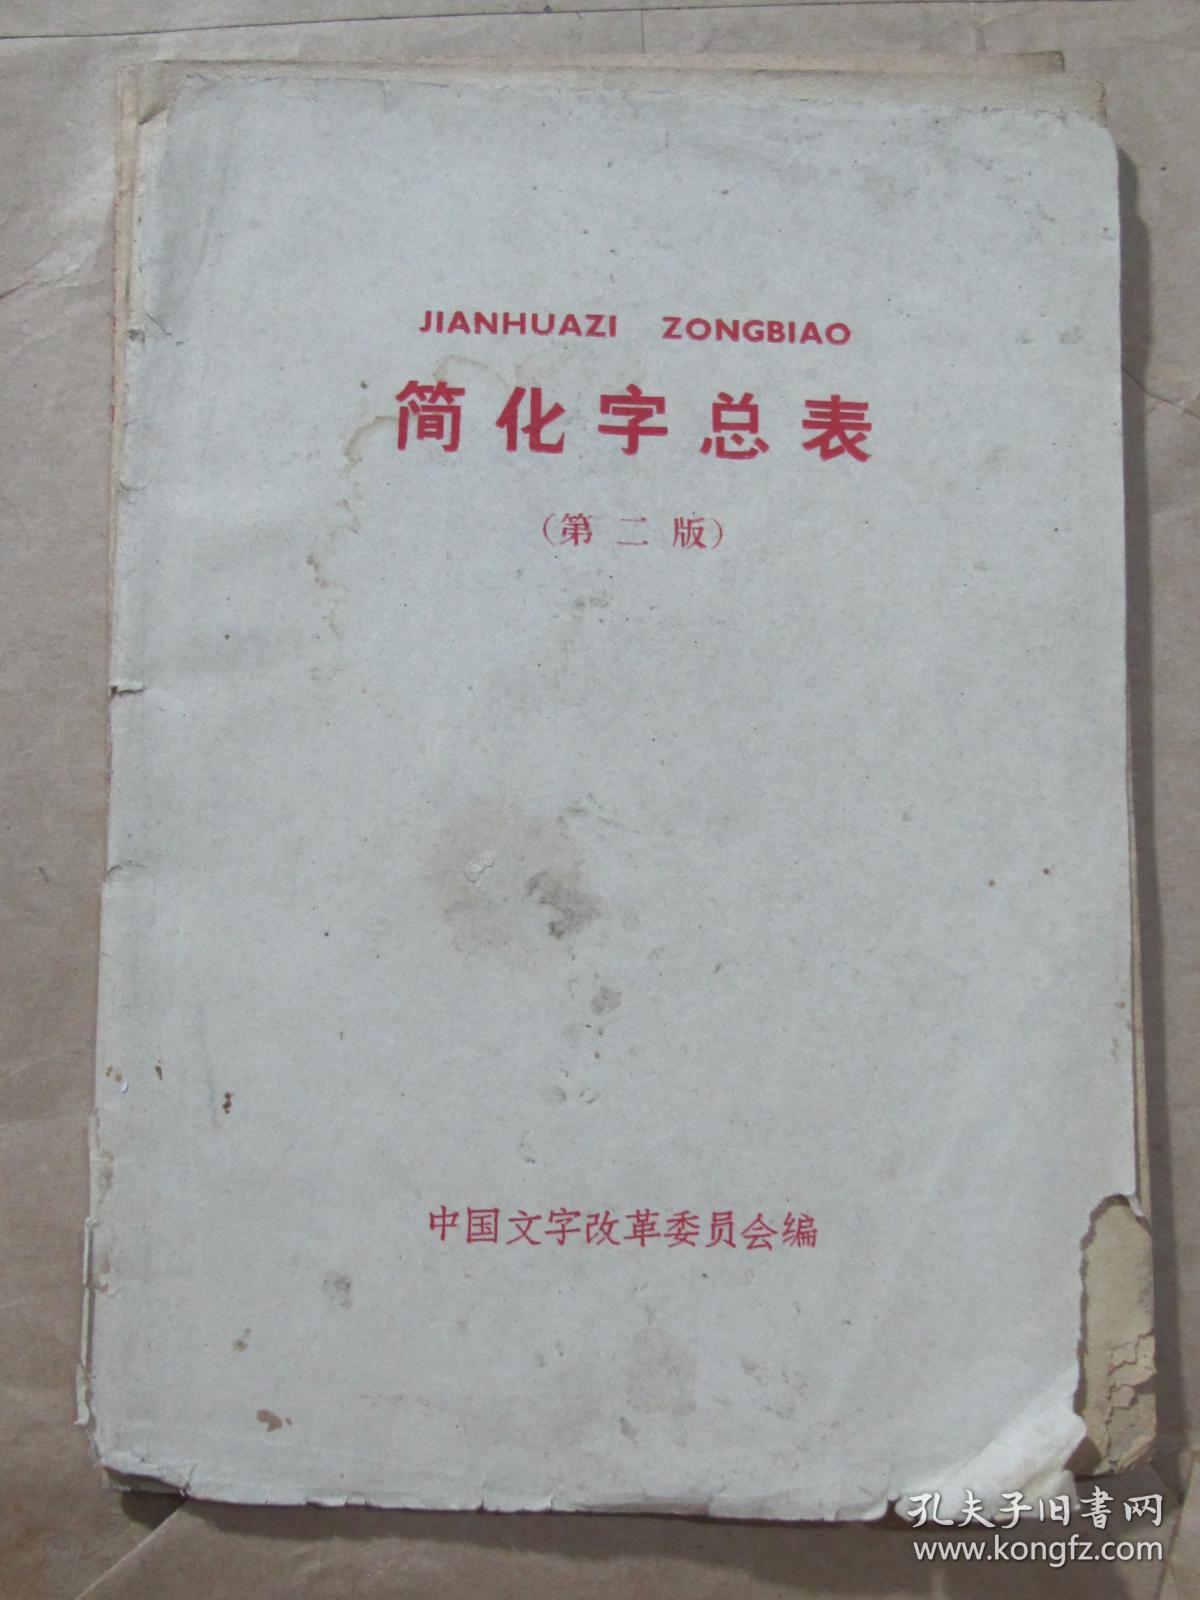 JIANHUAZI ZONGBIAO
简化字总表
（第二版）
中国文字改革委员会编
孔夫子旧书网
www.kongfz.com